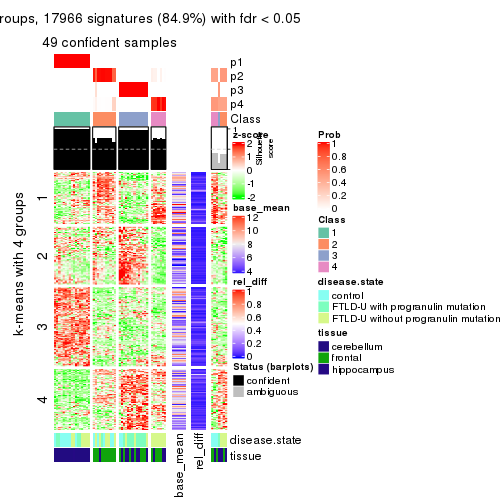 roups, 17966 signatures (84.9%) with fdr < 0.05
49 confident samples
p1
p2
p3
p4
Class
1
Silhouette
score
k-means with 4 groups
1
2
3
4
disease.state
tissue
base_mean
rel_diff
z-score
2
1
0
-1
-2
base_mean
12
10
8
6
4
rel_diff
1
0.8
0.6
0.4
0.2
0
Status (barplots)
confident
ambiguous
Prob
1
0.8
0.6
0.4
0.2
0
Class
1
2
3
4
disease.state
control
FTLD-U with progranulin mutation
FTLD-U without progranulin mutation
tissue
cerebellum
frontal
hippocampus